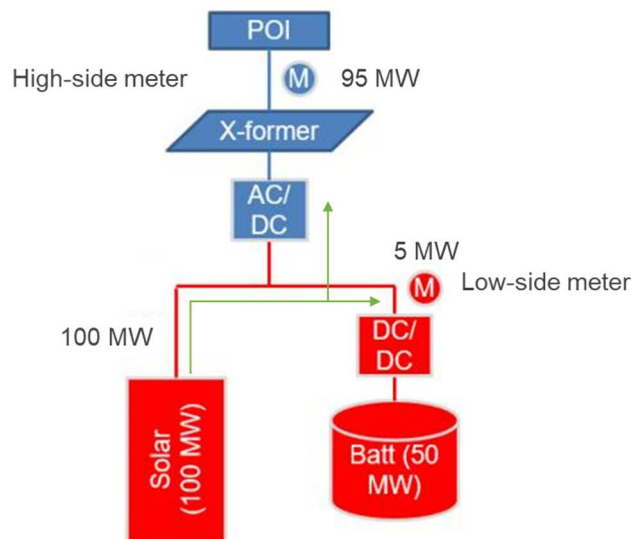 POI
High-side meter
M
95 MW
X-former
AC/
DC
5 MW
M
Low-side meter
100 MW
DC/
DC
Solar
(100 MW)
Batt (50
MW)